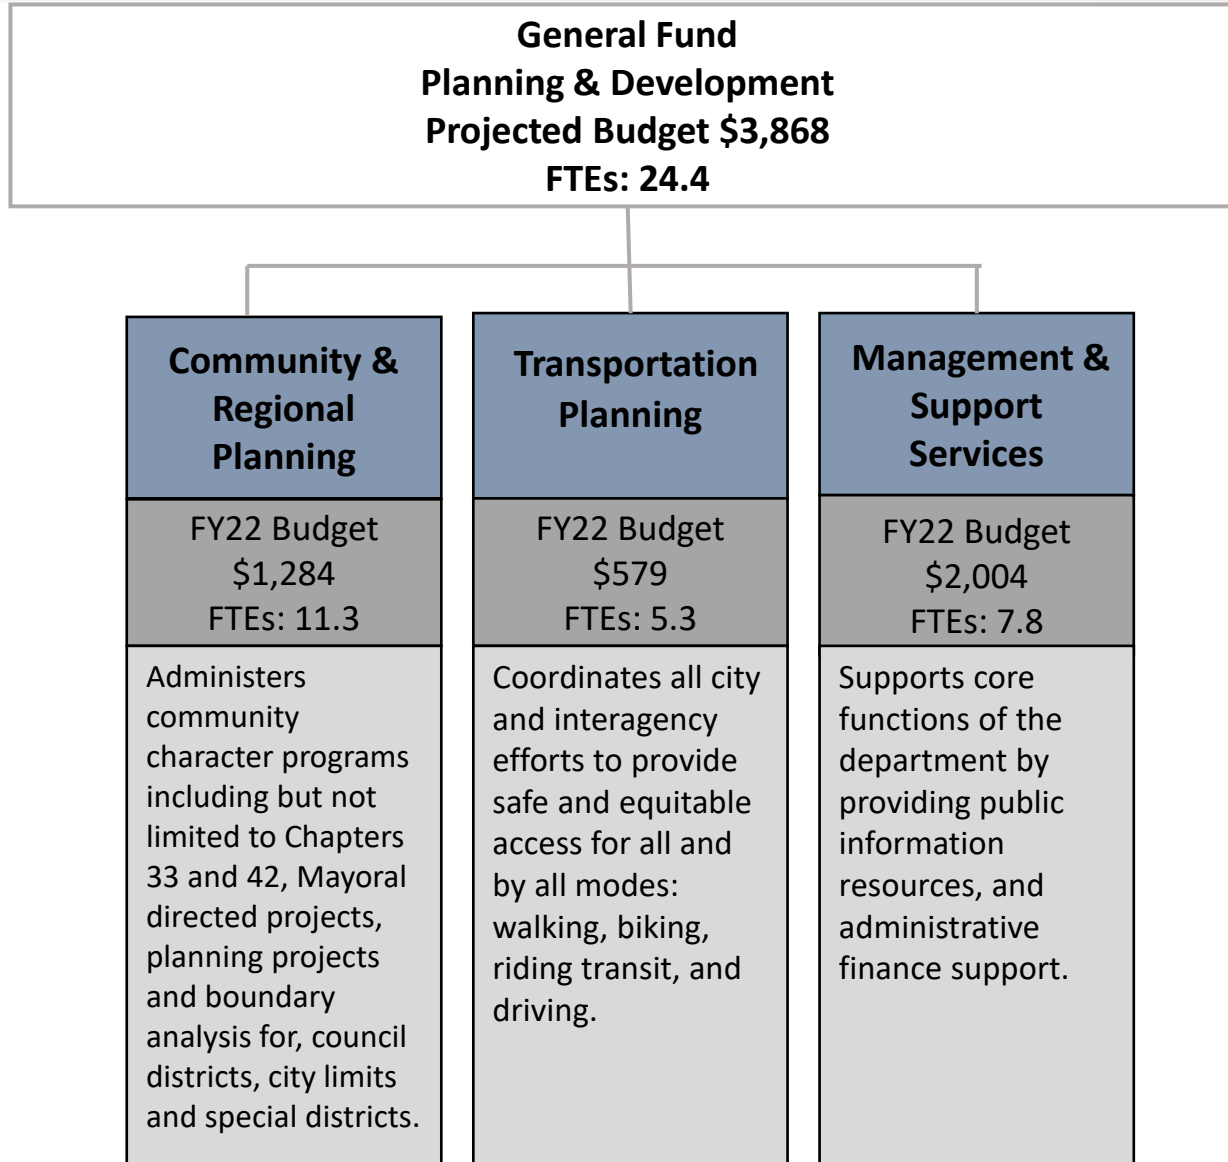 General Fund
Planning & Development
Projected Budget $3,868
FTEs: 24.4
Community &
Regional
Planning
FY22 Budget
$1,284
FTEs: 11.3
Administers
community
character programs
including but not
limited to Chapters
33 and 42, Mayoral
directed projects,
planning projects
and boundary
analysis for, council
districts, city limits
and special districts.
Transportation
Planning
FY22 Budget
$579
FTEs: 5.3
Coordinates all city
and interagency
efforts to provide
safe and equitable
access for all and
by all modes:
walking, biking,
riding transit, and
driving.
Management &
Support
Services
FY22 Budget
$2,004
FTEs: 7.8
Supports core
functions of the
department by
providing public
information
resources, and
administrative
finance support.